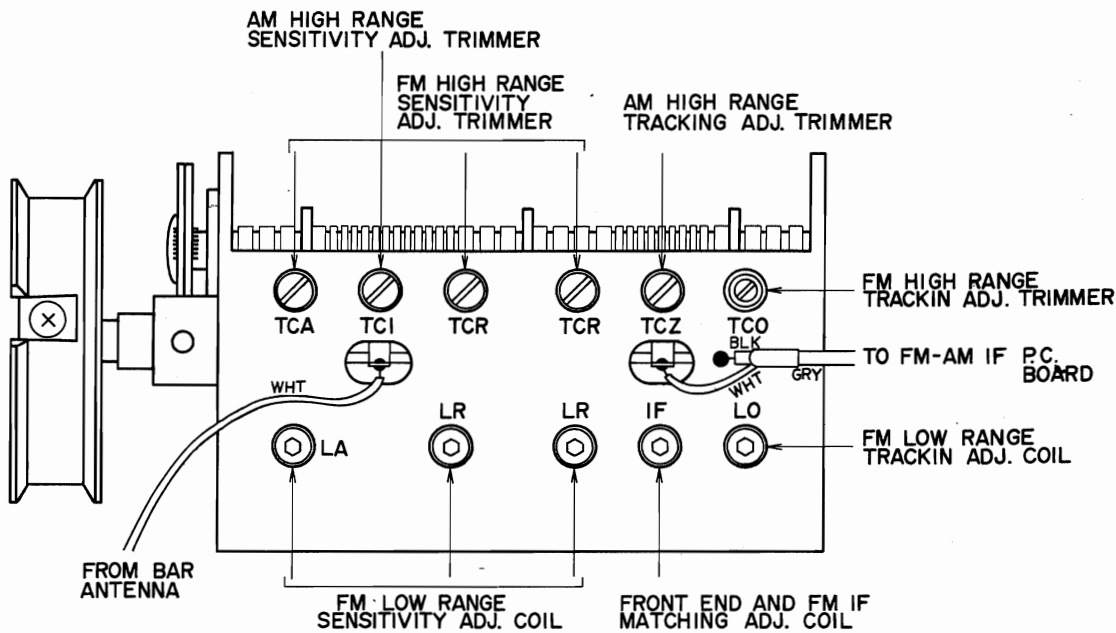 AM HIGH RANGE
SENSITIVITY ADJ. TRIMMER
FM HIGH RANGE
SENSITIVITY
ADJ. TRIMMER
AM HIGH RANGE
TRACKING ADJ. TRIMMER
TCA
TCI
TCR
TCR
TCZ
TCO
FM HIGH RANGE
TRACKIN ADJ. TRIMMER
BLK
WHT
GRY
TO FM-AM IF P.C.
BOARD
WHT
LA
LR
LR
IF
LO
FM LOW RANGE
TRACKIN ADJ. COIL
FROM BAR
ANTENNA
FM LOW RANGE
SENSITIVITY ADJ. COIL
FRONT END AND FM IF
MATCHING ADJ. COIL